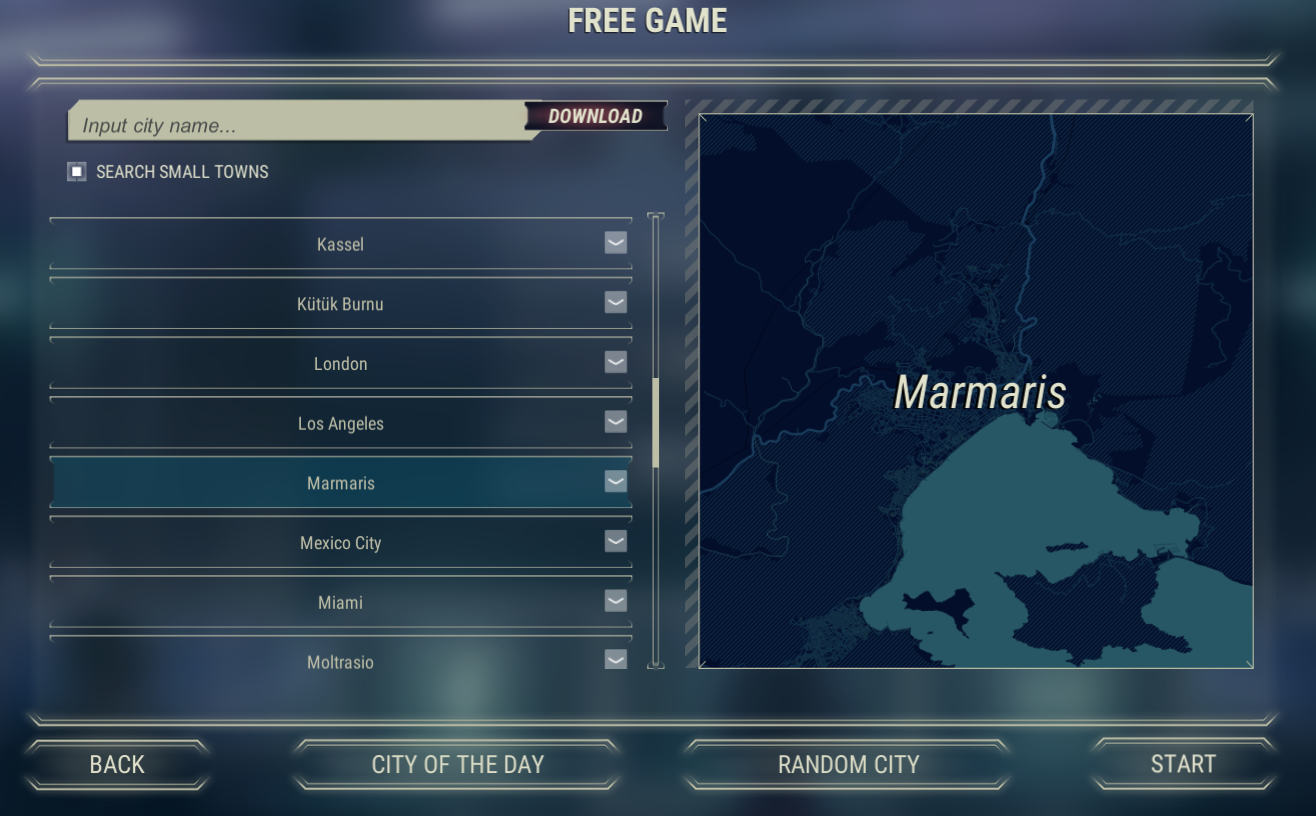 FREE GAME
Input city name...
DOWNLOAD
SEARCH SMALL TOWNS
Kassel
Kütük Burnu
London
Los Angeles
Marmaris
Mexico City
Miami
Moltrasio
Marmaris
BACK
CITY OF THE DAY
RANDOM CITY
START